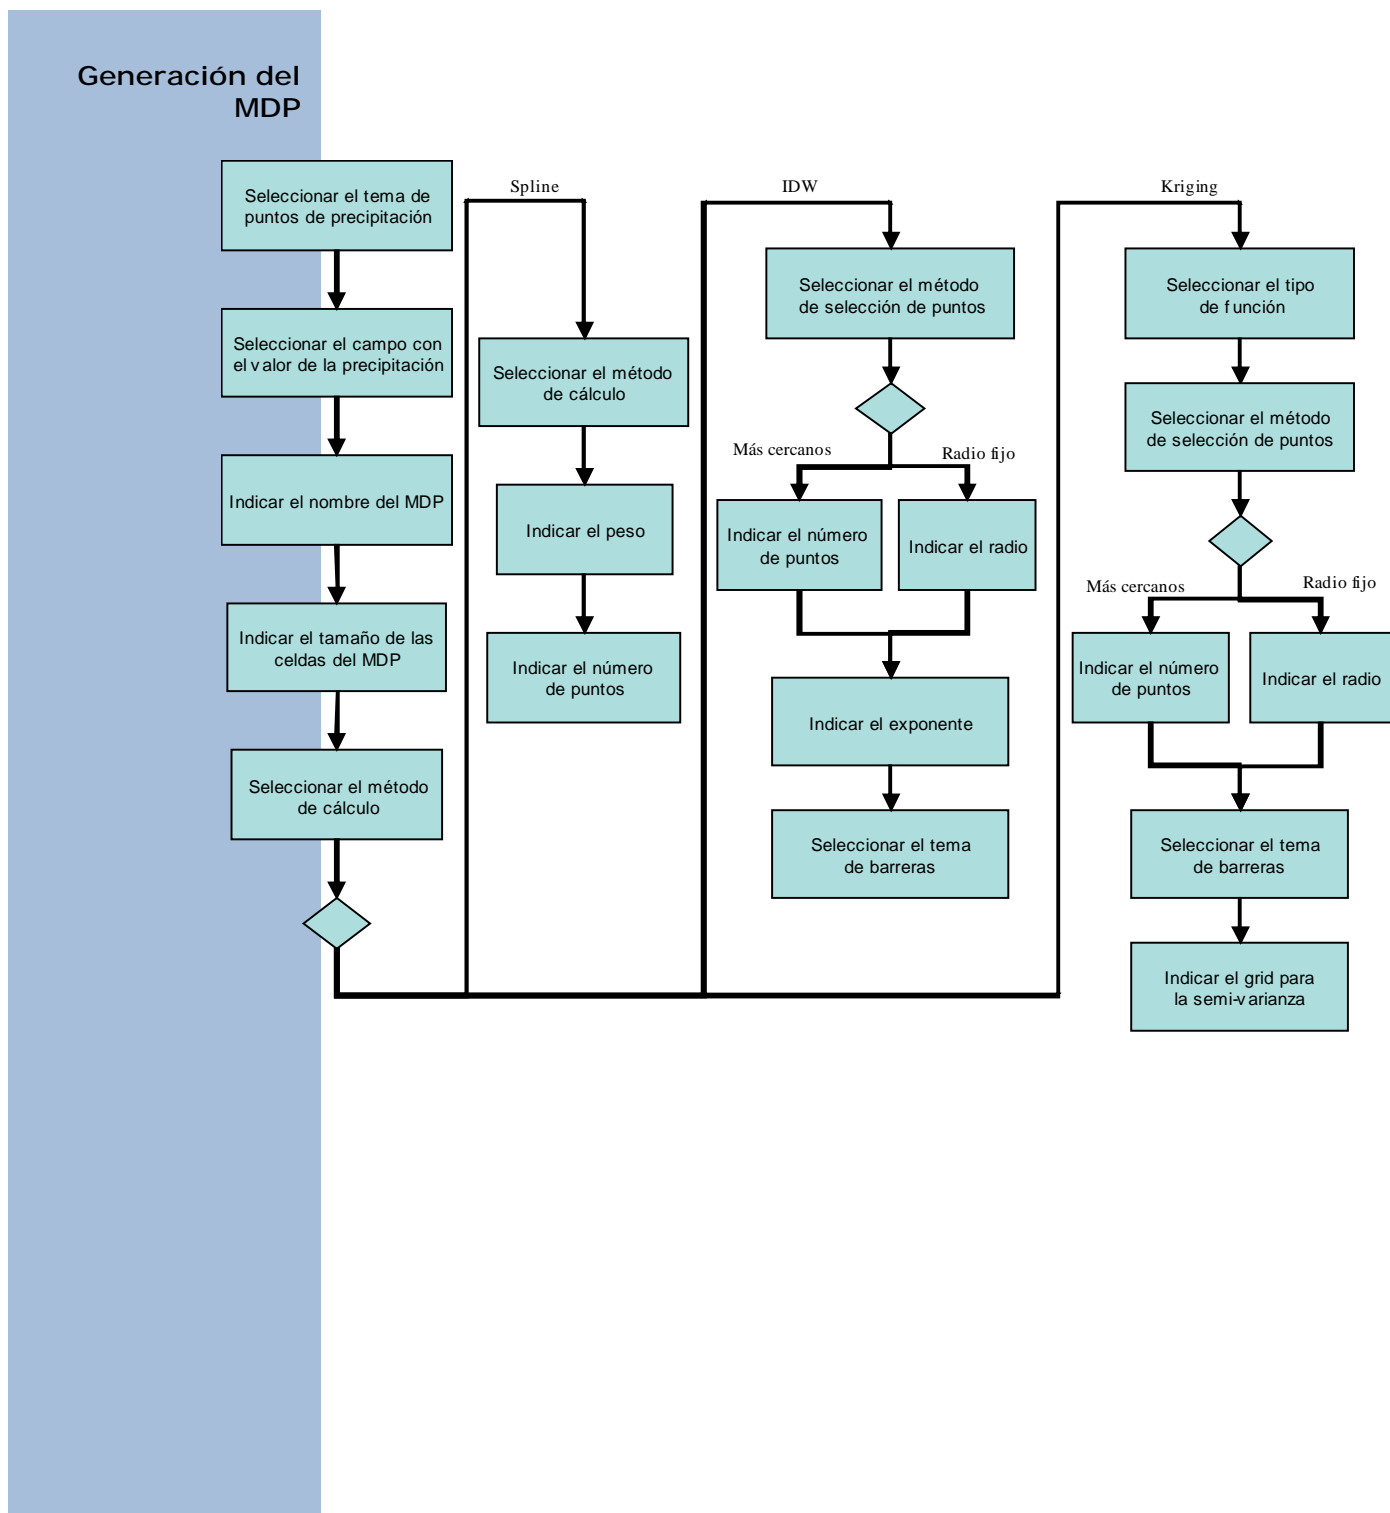 Generación del
MDP
Seleccionar el tema de
puntos de precipitación
Seleccionar el campo con
el valor de la precipitación
Indicar el nombre del MDP
Indicar el tamaño de las
celdas del MDP
Seleccionar el método
de cálculo
Spline
Seleccionar el método
de cálculo
Indicar el peso
Indicar el número
de puntos
IDW
Seleccionar el método
de selección de puntos
Más cercanos
Radio fijo
Indicar el número
de puntos
Indicar el radio
Indicar el exponente
Seleccionar el tema
de barreras
Kriging
Seleccionar el tipo
de función
Seleccionar el método
de selección de puntos
Más cercanos
Radio fijo
Indicar el número
de puntos
Indicar el radio
Seleccionar el tema
de barreras
Indicar el grid para
la semi-varianza